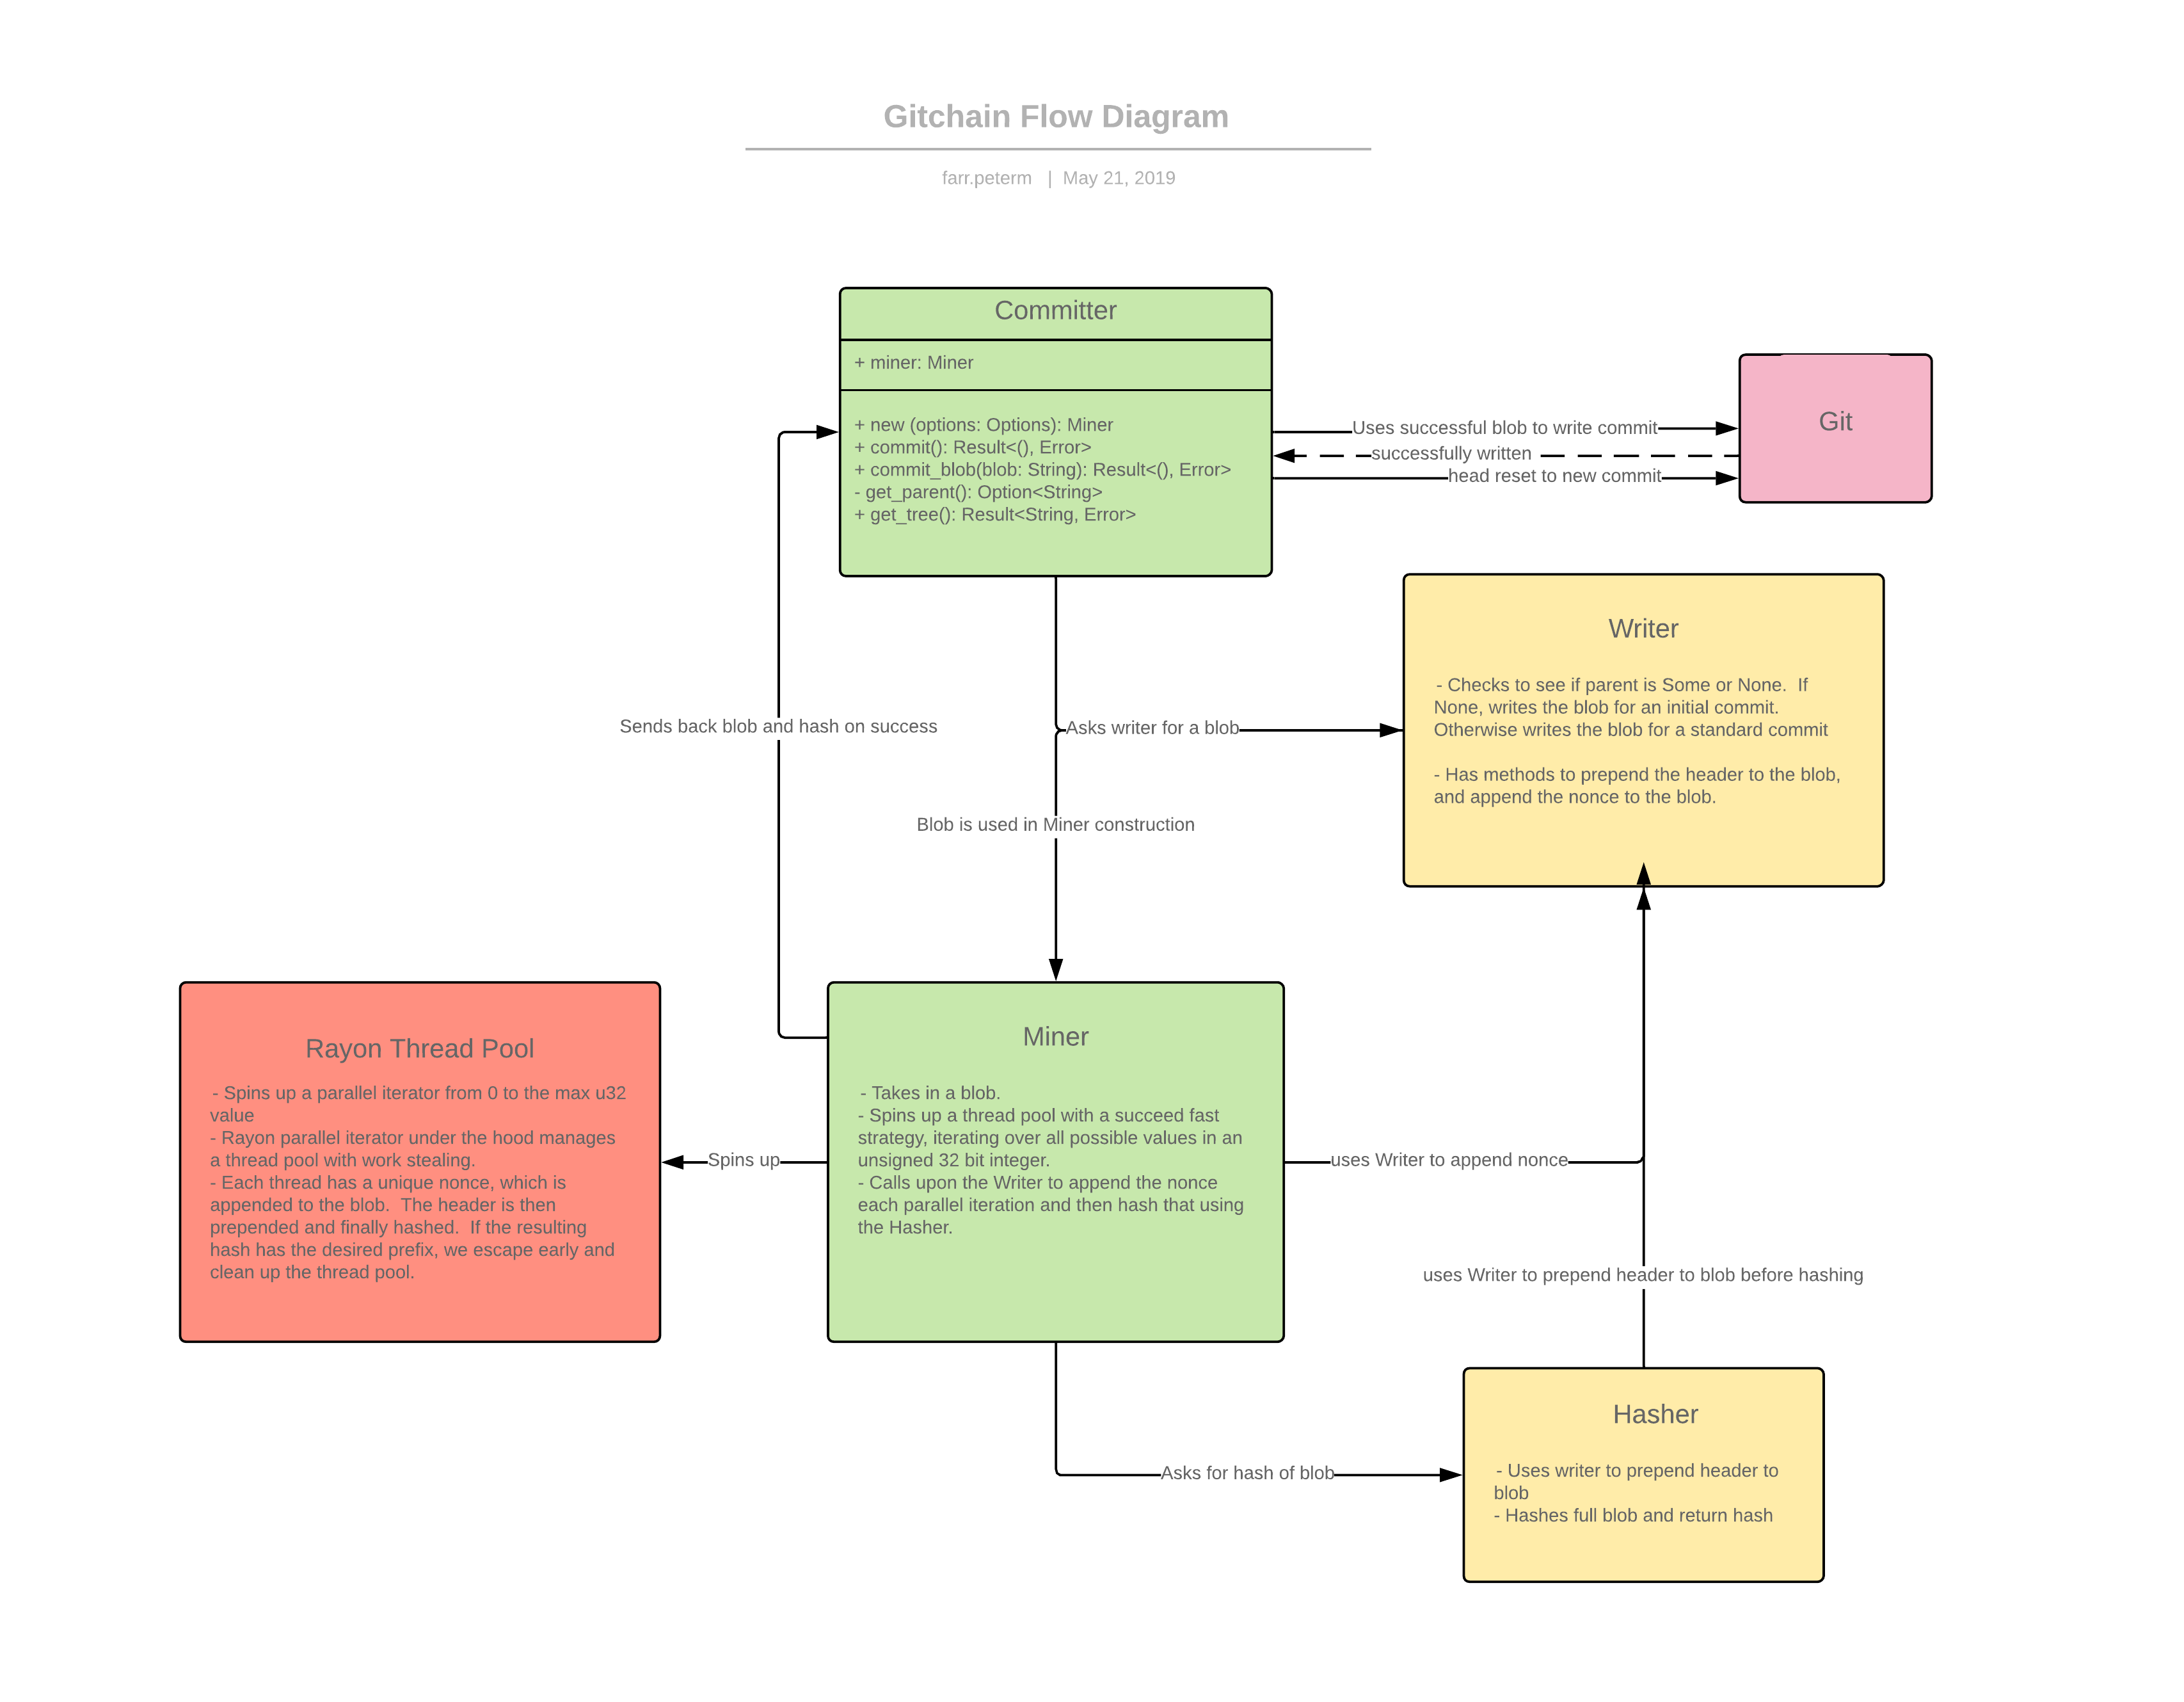 Gitchain Flow Diagram
farr.peterm | May 21, 2019
Committer
+ miner: Miner
+ new (options: Options): Miner
+ commit(): Result<(), Error>
+ commit_blob(blob: String): Result<(), Error>
- get_parent(): Option<String>
+ get_tree(): Result<String, Error>
Uses successful blob to write commit
successfully written
head reset to new commit
Git
Writer
- Checks to see if parent is Some or None.  If
None, writes the blob for an initial commit.
Otherwise writes the blob for a standard commit
- Has methods to prepend the header to the blob,
and append the nonce to the blob.
Sends back blob and hash on success
Asks writer for a blob
Blob is used in Miner construction
Rayon Thread Pool
- Spins up a parallel iterator from 0 to the max u32
value
- Rayon parallel iterator under the hood manages
a thread pool with work stealing.
- Each thread has a unique nonce, which is
appended to the blob.  The header is then
prepended and finally hashed.  If the resulting
hash has the desired prefix, we escape early and
clean up the thread pool.
Spins up
Miner
- Takes in a blob.
- Spins up a thread pool with a succeed fast
strategy, iterating over all possible values in an
unsigned 32 bit integer.
- Calls upon the Writer to append the nonce
each parallel iteration and then hash that using
the Hasher.
uses Writer to append nonce
uses Writer to prepend header to blob before hashing
Asks for hash of blob
Hasher
- Uses writer to prepend header to
blob
- Hashes full blob and return hash